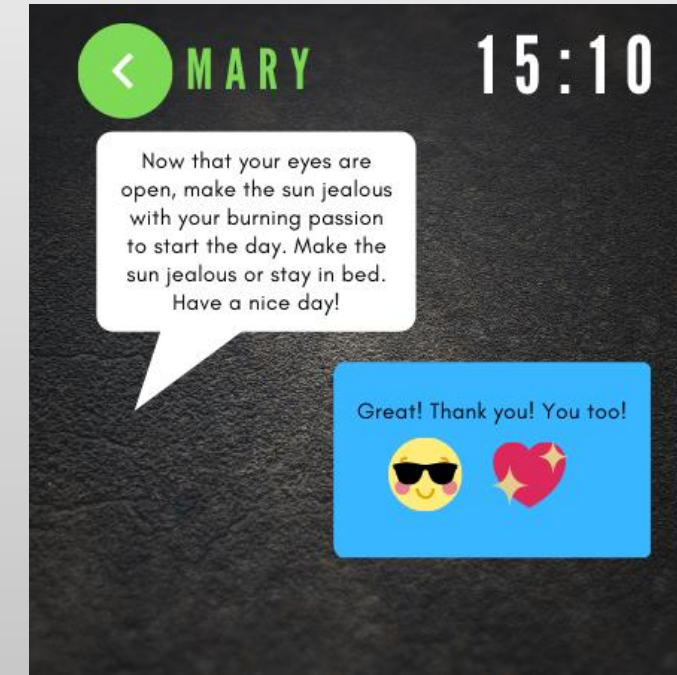 MARY
15:10
Now that your eyes are
open, make the sun jealous
with your burning passion
to start the day. Make the
sun jealous or stay in bed.
Have a nice day!
Great! Thank you! You too!